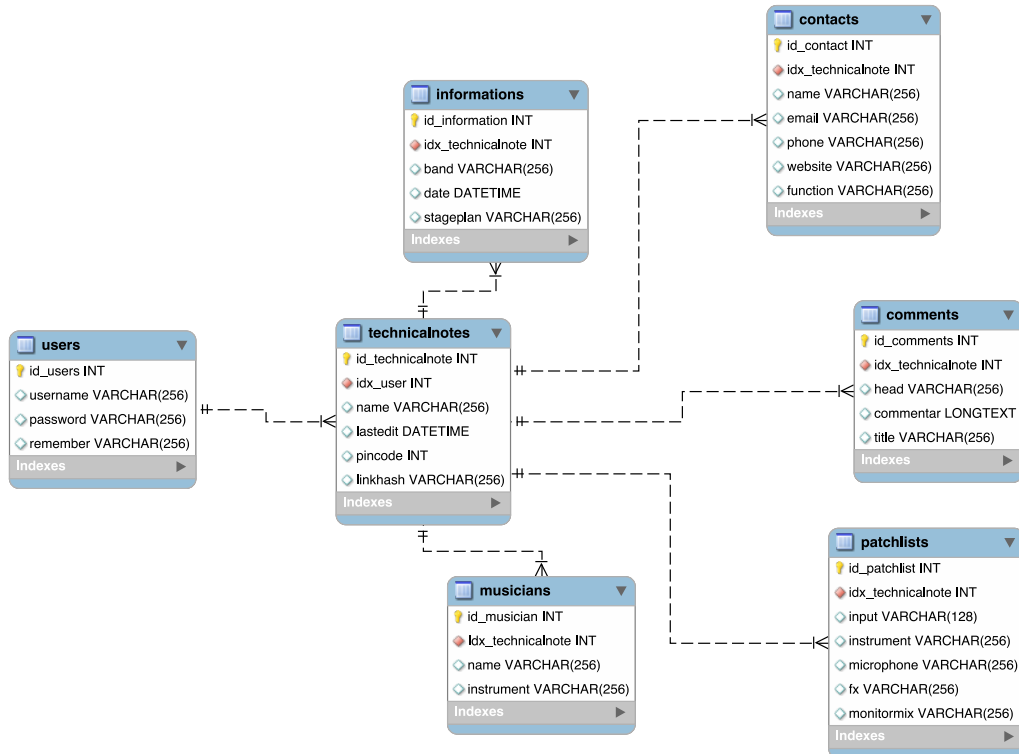 contacts
id_contact INT
idx_technicalnote INT
name VARCHAR(256)
email VARCHAR(256)
phone VARCHAR(256)
website VARCHAR(256)
function VARCHAR(256)
Indexes
informations
id_information INT
idx_technicalnote INT
band VARCHAR(256)
date DATETIME
stageplan VARCHAR(256)
Indexes
users
id_users INT
username VARCHAR(256)
password VARCHAR(256)
remember VARCHAR(256)
Indexes
technicalnotes
id_technicalnote INT
idx_user INT
name VARCHAR(256)
lastedit DATETIME
pincode INT
linkhash VARCHAR(256)
Indexes
comments
id_comments INT
idx_technicalnote INT
head VARCHAR(256)
commentar LONGTEXT
title VARCHAR(256)
Indexes
musicians
id_musician INT
Idx_technicalnote INT
name VARCHAR(256)
instrument VARCHAR(256)
Indexes
patchlists
id_patchlist INT
idx_technicalnote INT
input VARCHAR(128)
instrument VARCHAR(256)
microphone VARCHAR(256)
fx VARCHAR(256)
monitormix VARCHAR(256)
Indexes